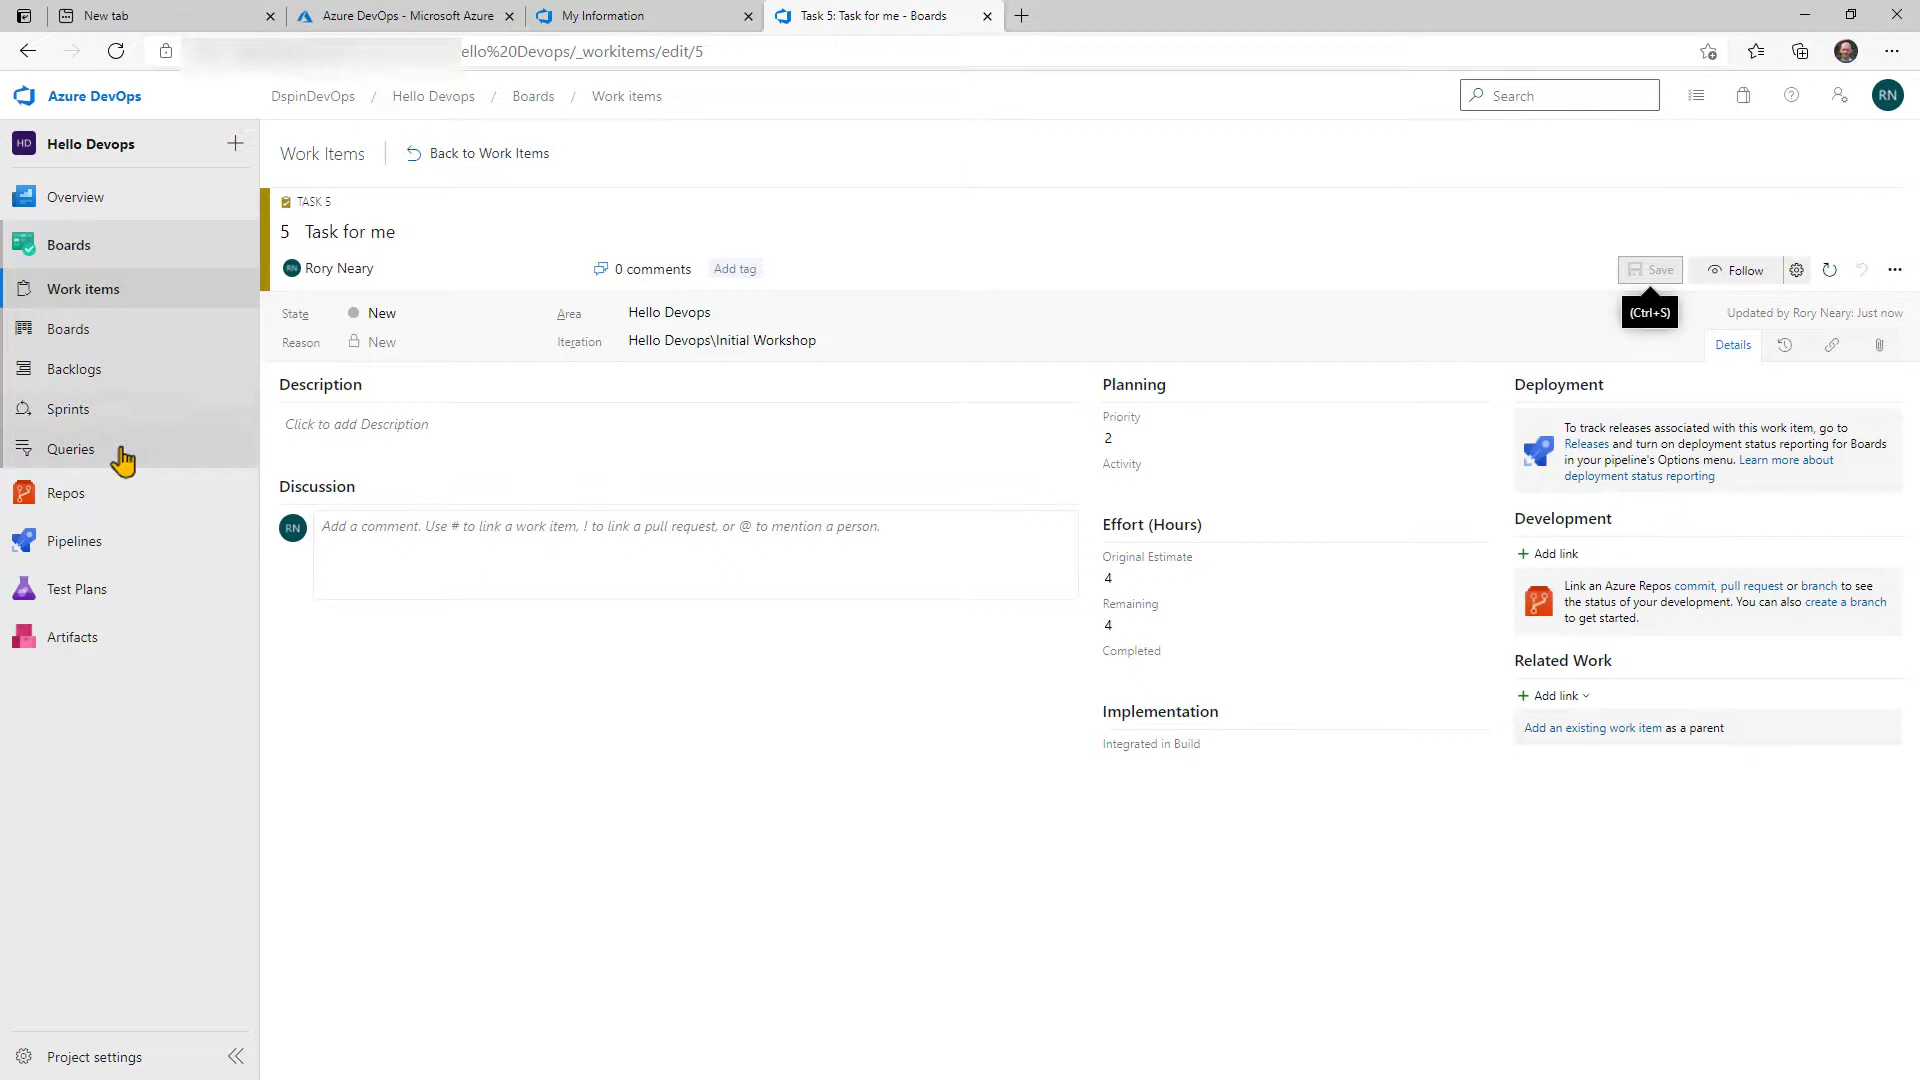 New tab
Azure DevOps - Microsoft Azure
My Information
Task 5: Task for me - Boards
ello%20Devops/_workitems/edit/5
Azure DevOps
DspinDevOps / Hello Devops / Boards / Work items
Search
RN
HD Hello Devops
Overview
Boards
Work items
Boards
Backlogs
Sprints
Queries
Repos
Pipelines
Test Plans
Artifacts
Project settings
Work Items
Back to Work Items
TASK 5
5 Task for me
RN Rory Neary
0 comments
Add tag
Save
Follow
(Ctrl+S)
State New
Area Hello Devops
Updated by Rory Neary: Just now
Reason New
Iteration Hello Devops\Initial Workshop
Details
Description
Click to add Description
Discussion
RN
Add a comment. Use # to link a work item, ! to link a pull request, or @ to mention a person.
Planning
Priority
2
Activity
Effort (Hours)
Original Estimate
4
Remaining
4
Completed
Implementation
Integrated in Build
Deployment
To track releases associated with this work item, go to
Releases and turn on deployment status reporting for Boards
in your pipeline's Options menu. Learn more about
deployment status reporting
Development
+ Add link
Link an Azure Repos commit, pull request or branch to see
the status of your development. You can also create a branch
to get started.
Related Work
+ Add link
Add an existing work item as a parent